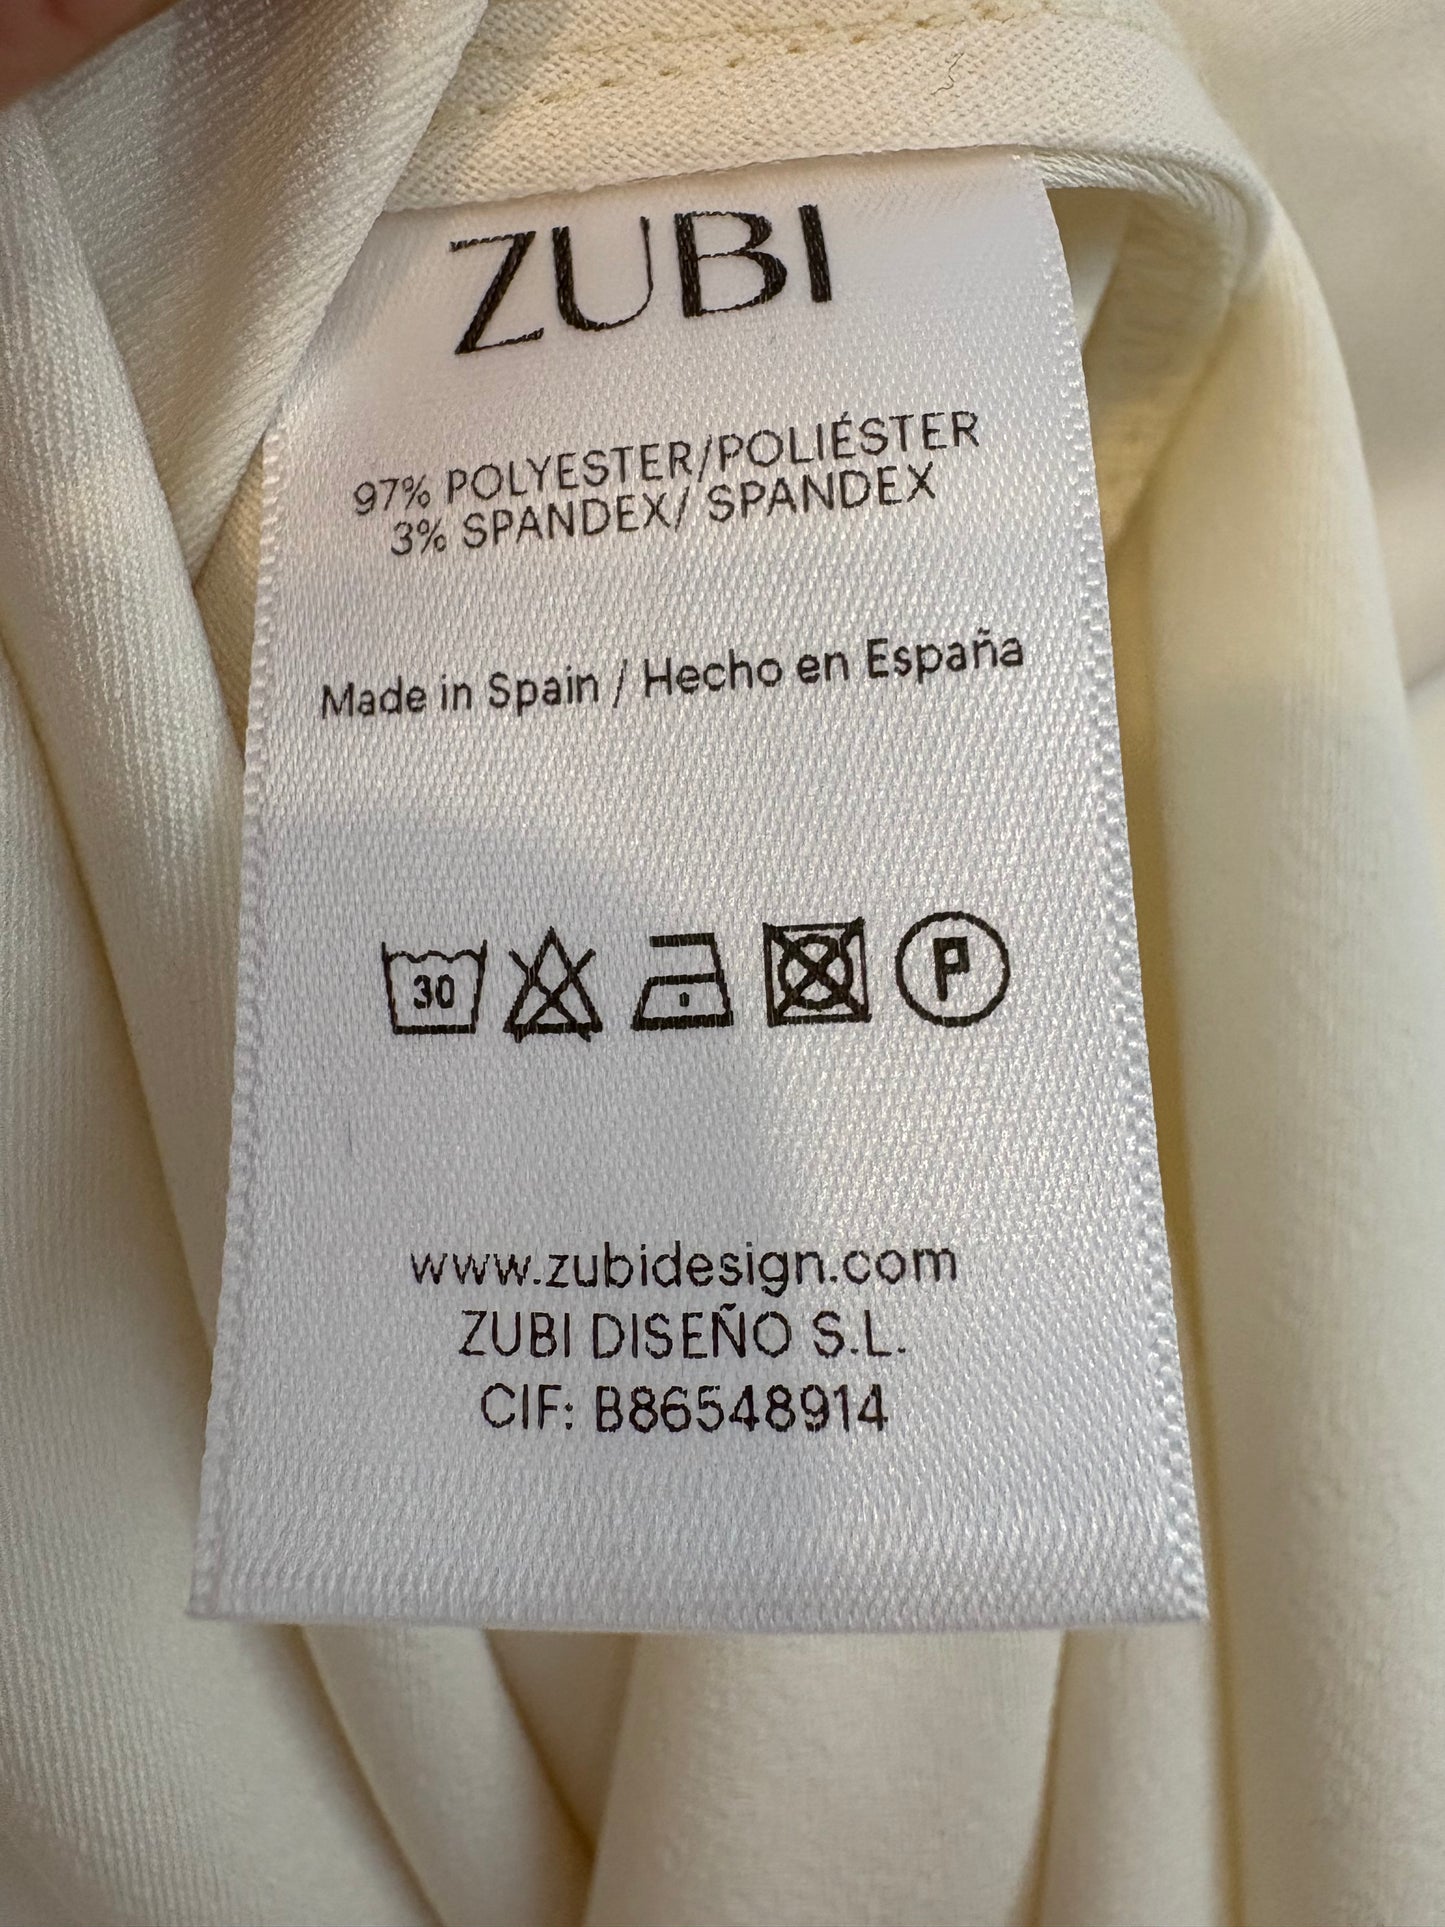 ZUBI
97% POLYESTER/POLIÉSTER
3% SPANDEX/ SPANDEX
Made in Spain / Hecho en España
30 P
www.zubidesign.com
ZUBI DISEÑO S.L.
CIF: B86548914